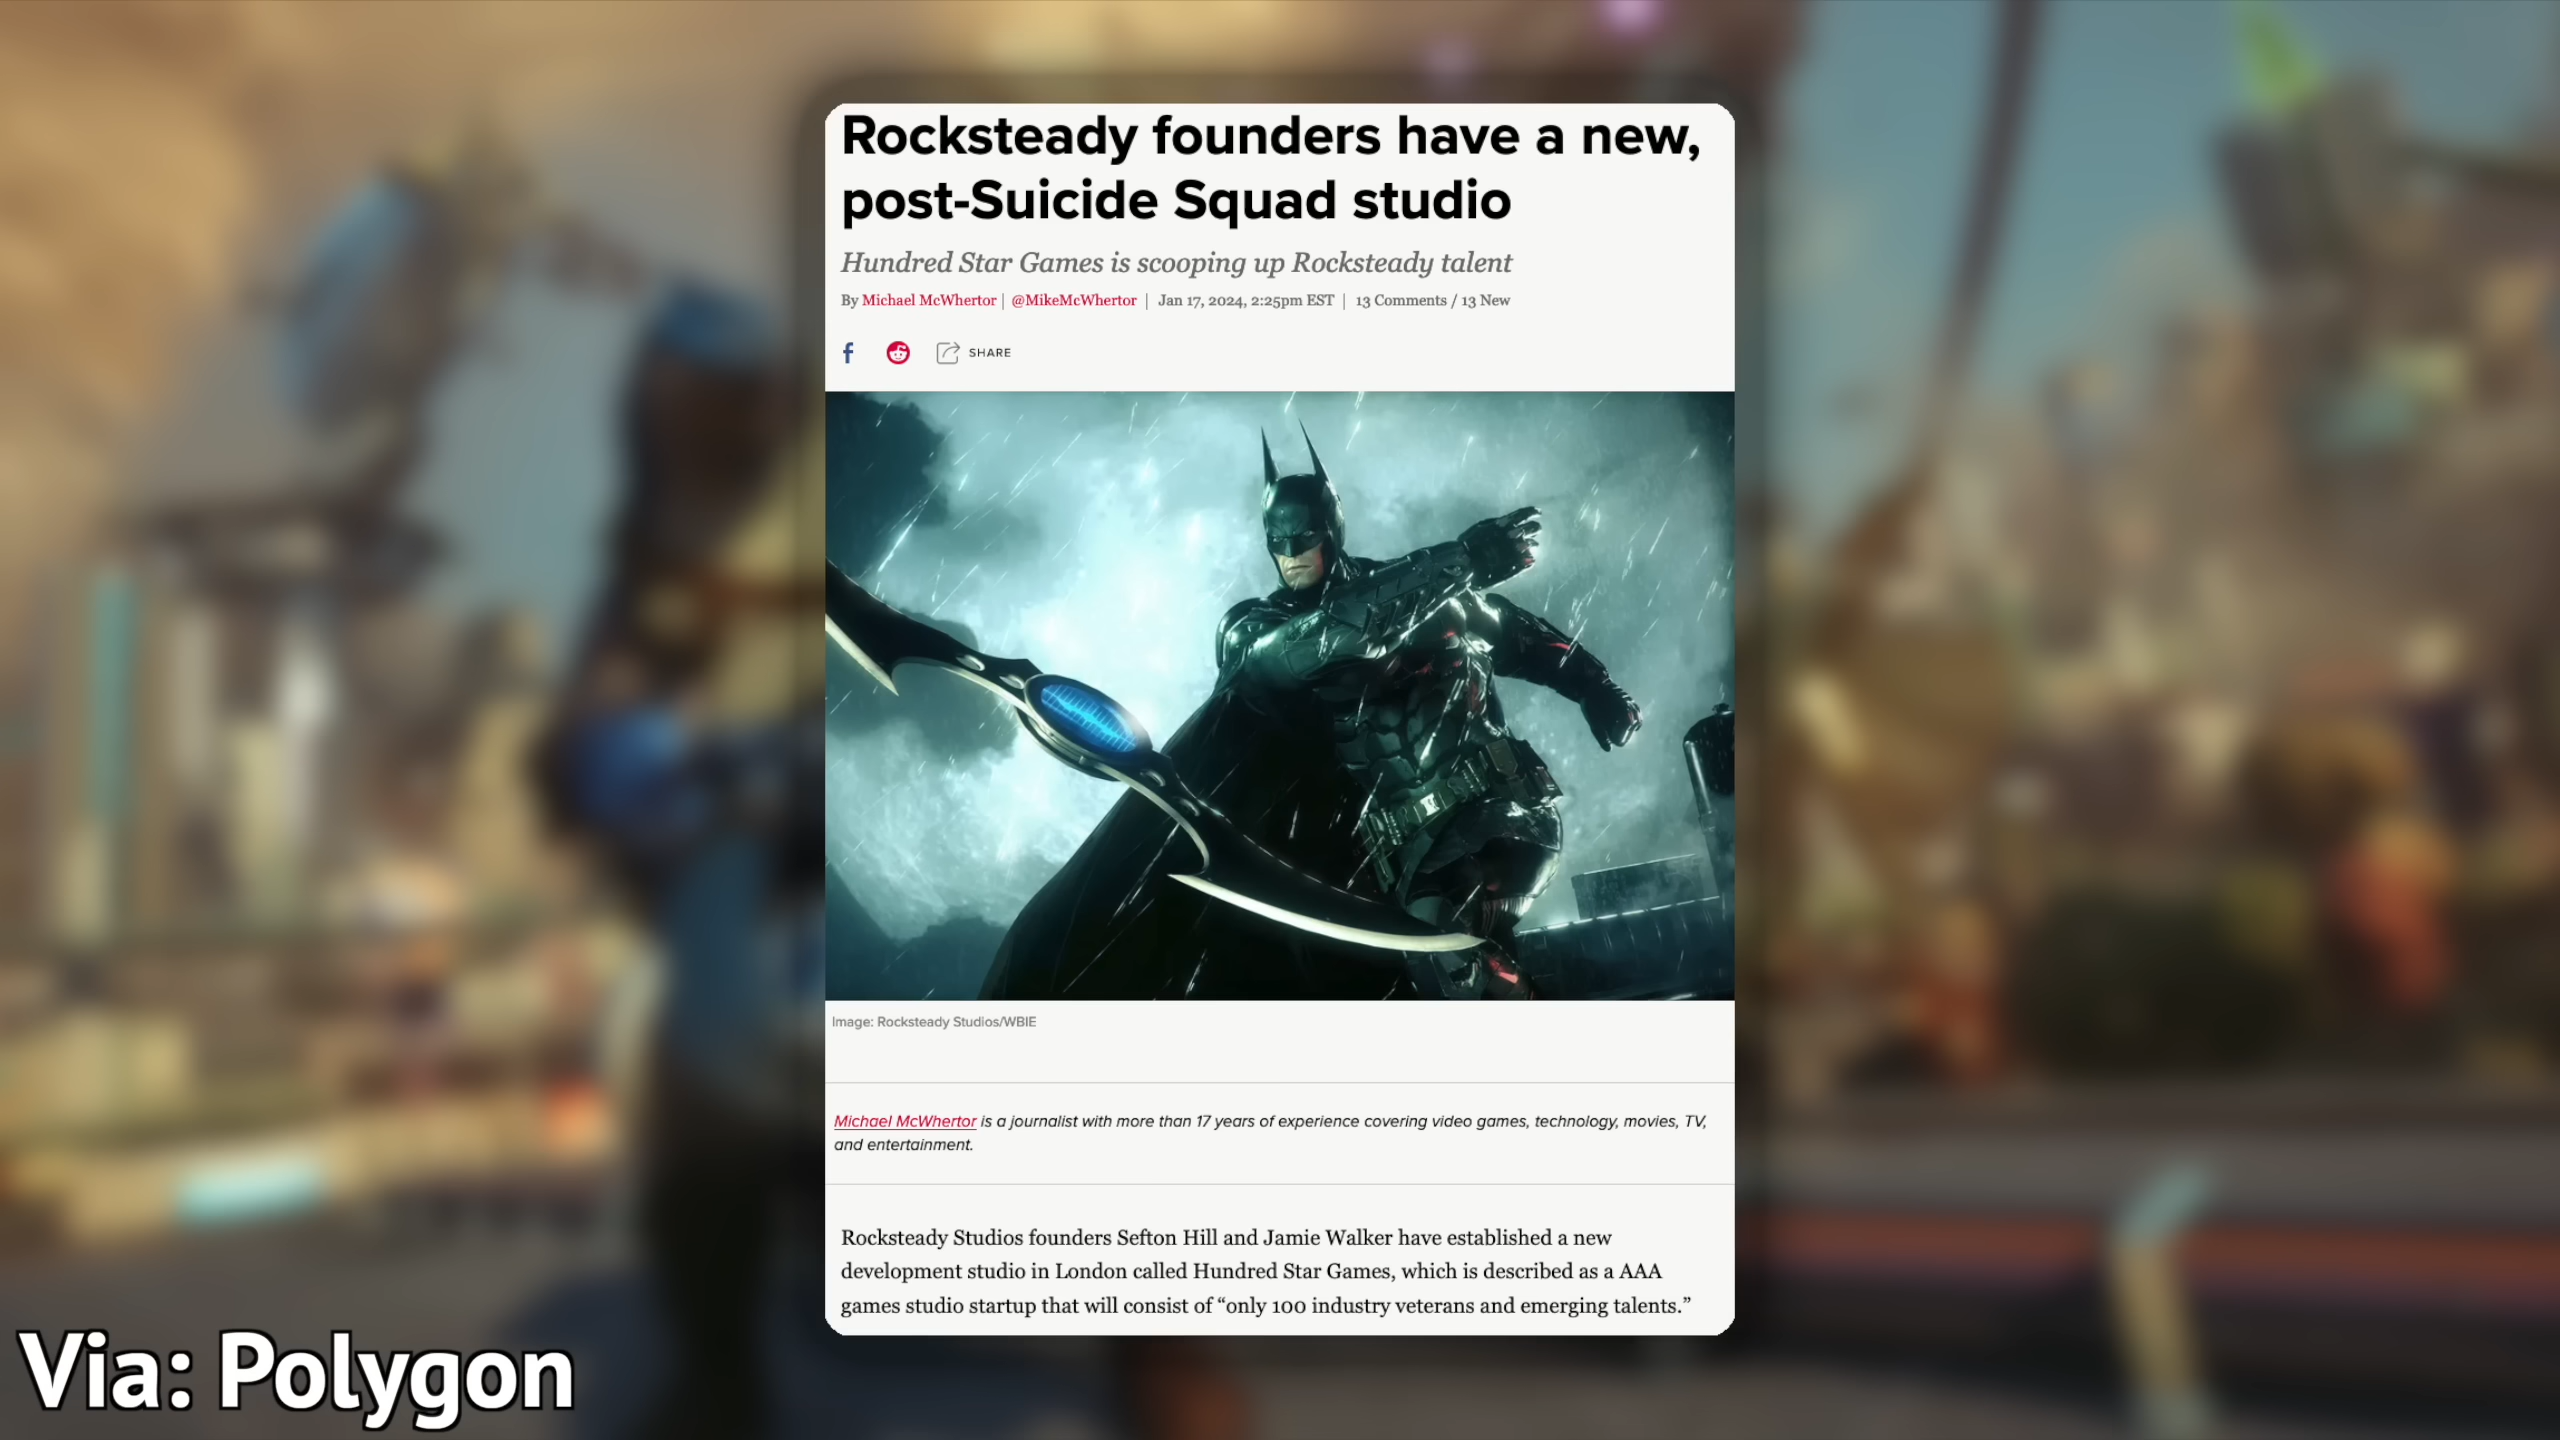 Rocksteady founders have a new,
post-Suicide Squad studio
Hundred Star Games is scooping up Rocksteady talent
By Michael McWhertor | @MikeMcWhertor | Jan 17, 2024, 2:25pm EST | 13 Comments / 13 New
f SHARE
Image: Rocksteady Studios/WBIE
Michael McWhertor is a journalist with more than 17 years of experience covering video games, technology, movies, TV,
and entertainment.
Rocksteady Studios founders Sefton Hill and Jamie Walker have established a new
development studio in London called Hundred Star Games, which is described as a AAA
games studio startup that will consist of “only 100 industry veterans and emerging talents.”
Via: Polygon